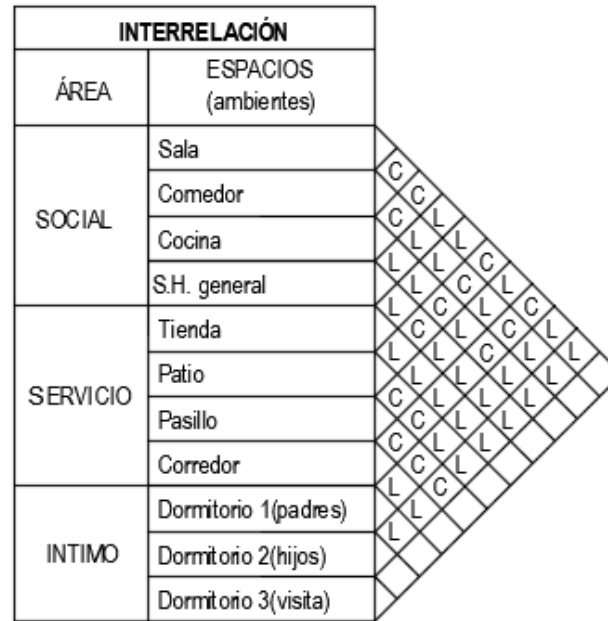 INTERRELACIÓN
ÁREA
ESPACIOS
(ambientes)
SOCIAL
Sala
Comedor
Cocina
S.H. general
SERVICIO
Tienda
Patio
Pasillo
Corredor
INTIMO
Dormitorio 1(padres)
Dormitorio 2(hijos)
Dormitorio 3(visita)
C
C
C L
L L
L L C
L C L
L C L C
C L C L
L L C L L
L L L L
C L L L
C L L
C L L
C L
L C
L
L